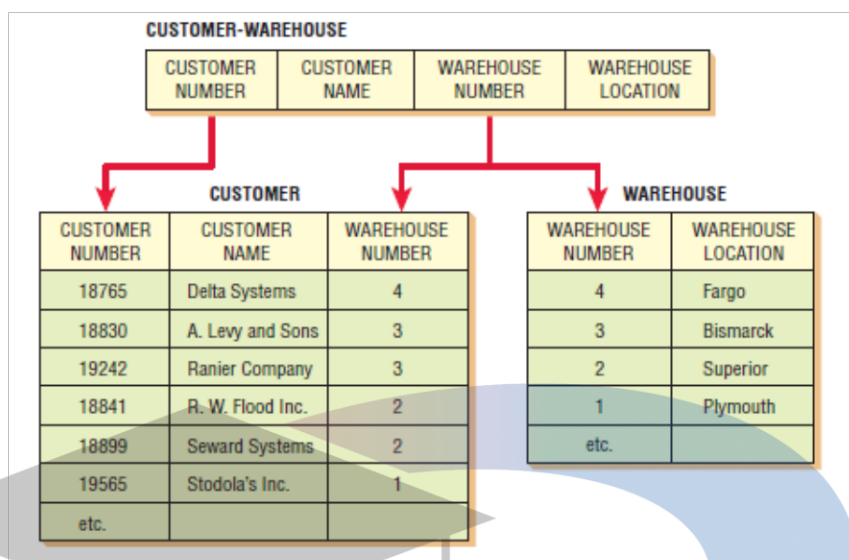 CUSTOMER-WAREHOUSE
CUSTOMER NUMBER CUSTOMER NAME WAREHOUSE NUMBER WAREHOUSE LOCATION
CUSTOMER
CUSTOMER NUMBER CUSTOMER NAME WAREHOUSE NUMBER
18765 Delta Systems 4
18830 A. Levy and Sons 3
19242 Ranier Company 3
18841 R. W. Flood Inc. 2
18899 Seward Systems 2
19565 Stodola's Inc. 1
etc.
WAREHOUSE
WAREHOUSE NUMBER WAREHOUSE LOCATION
4 Fargo
3 Bismarck
2 Superior
1 Plymouth
etc.